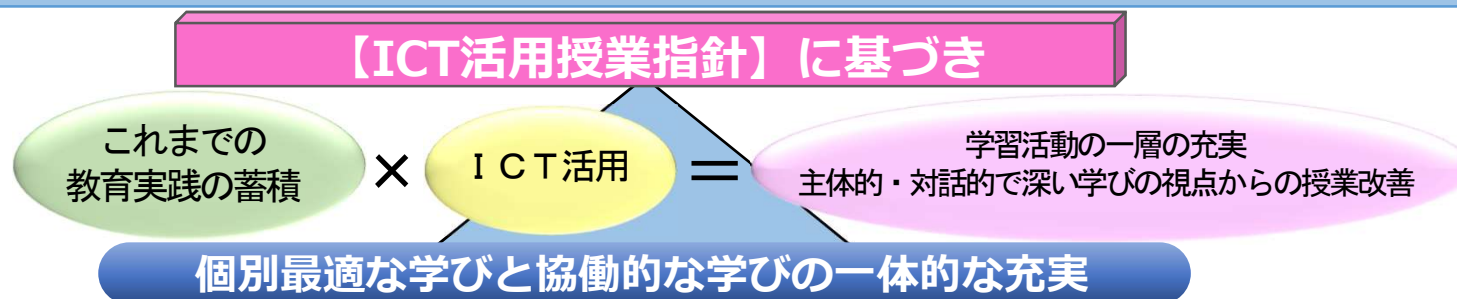 【ICT活用授業指針】に基づき
これまでの
教育実践の蓄積
×
ＩＣＴ活用
＝
学習活動の一層の充実
主体的・対話的で深い学びの視点からの授業改善
個別最適な学びと協働的な学びの一体的な充実